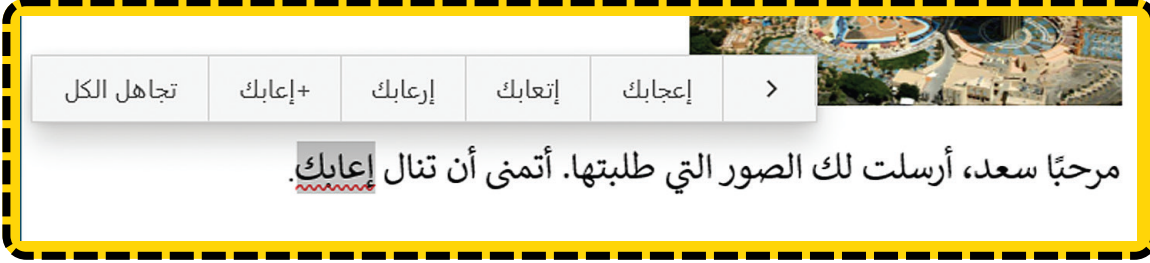 إعجابك إتعابك إرعابك +إعابك تجاهل الكل
مرحبًا سعد، أرسلت لك الصور التي طلبتها. أتمنى أن تنال إعابك.